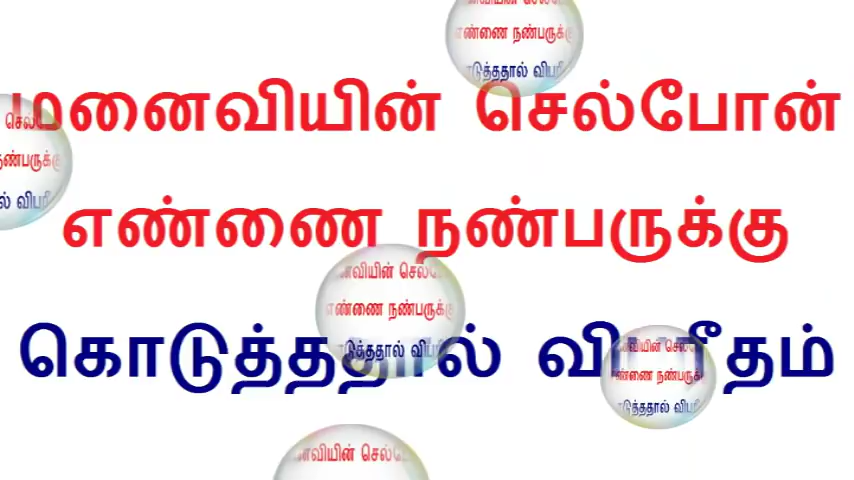 மனைவியின் செல்போன்
எண்ணை நண்பருக்கு
கொடுத்ததால் விபரீதம்